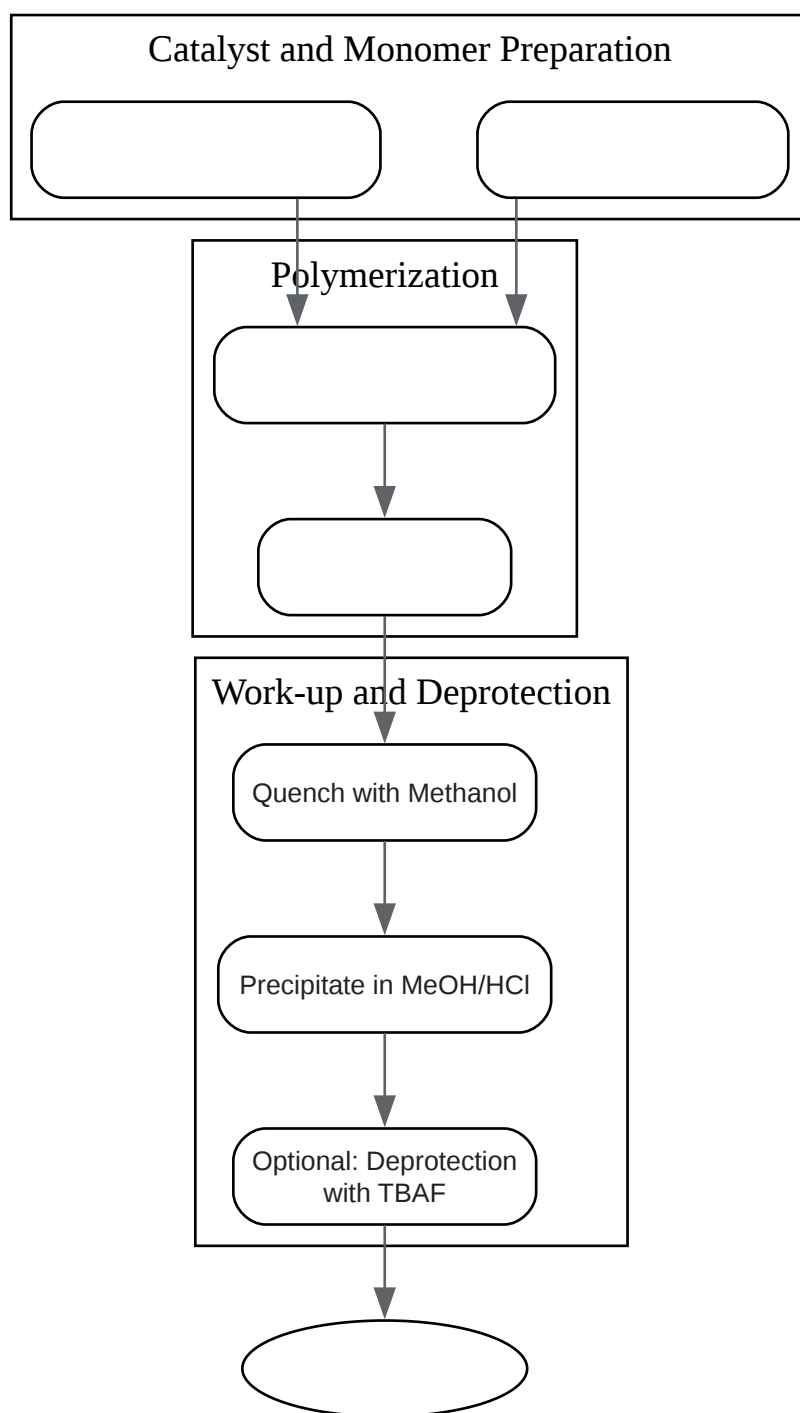 Catalyst and Monomer Preparation
Polymerization
Work-up and Deprotection
Quench with Methanol
Precipitate in MeOH/HCl
Optional: Deprotection
with TBAF